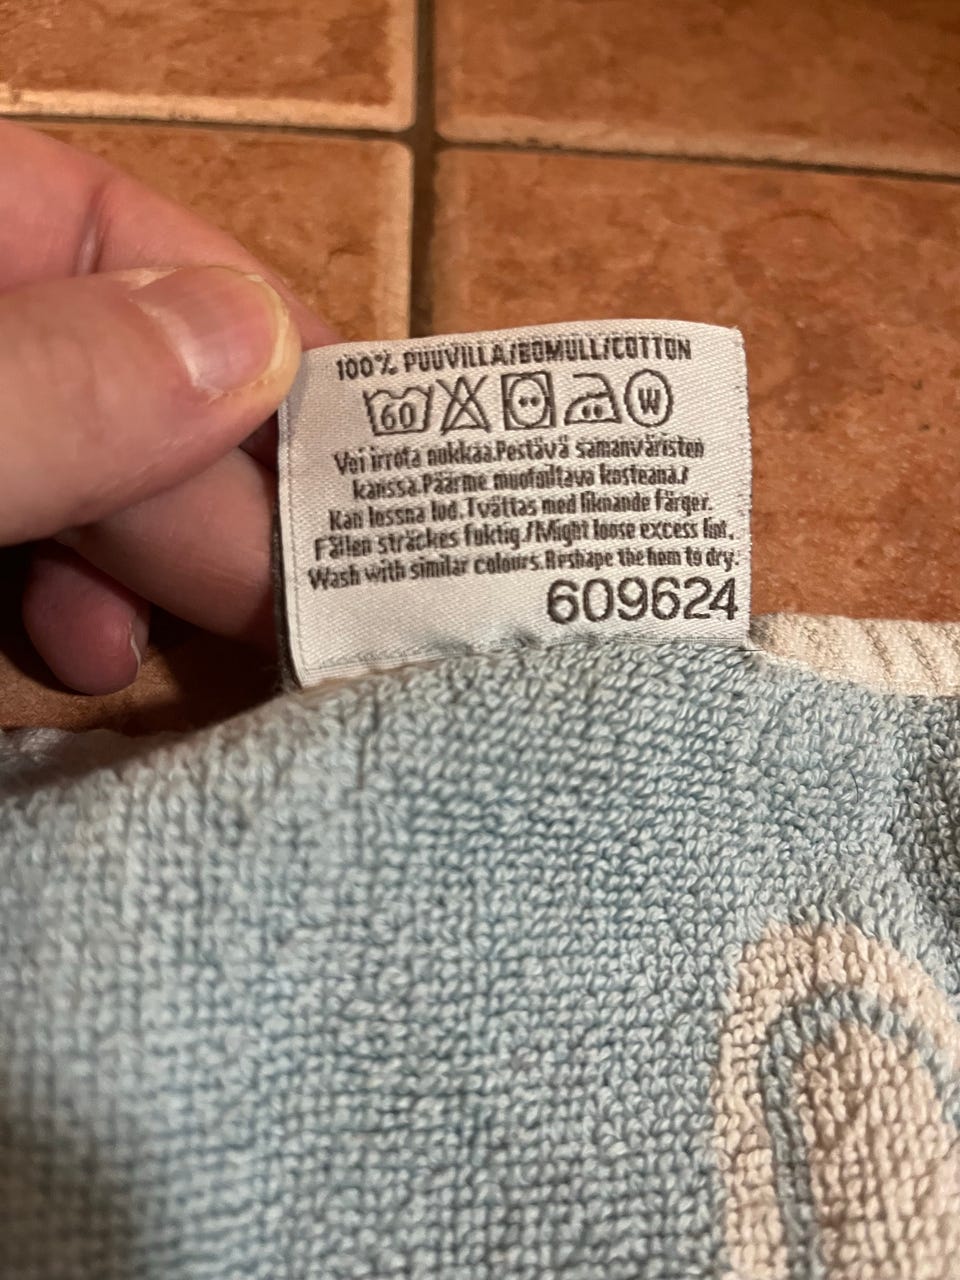 100% PUUVILLA/BOMULL/COTTON
60 W
Voi irrota nukkaa.Pestävä samanväristen
kanssa.Päärme muotoiltava kosteana./
Kan lossna lud.Tvättas med liknande färger.
Fållen sträckes fuktig./Might loose excess lint.
Wash with similar colours.Reshape the hem to dry.
609624